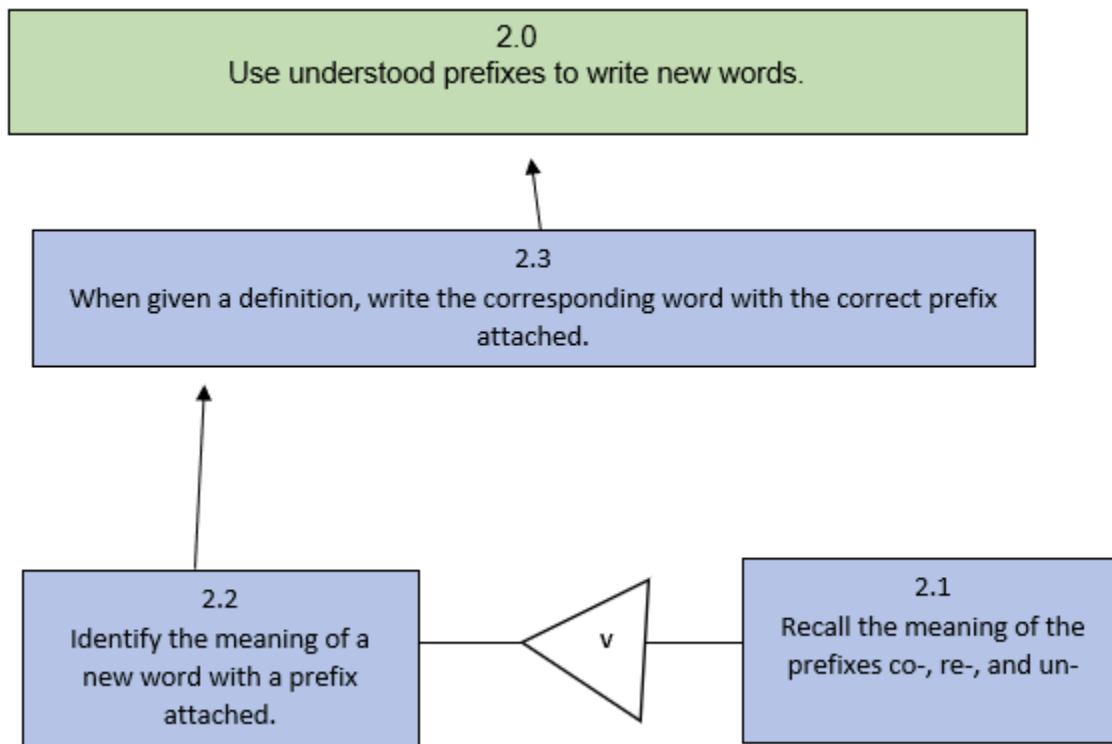 2.0
Use understood prefixes to write new words.
2.3
When given a definition, write the corresponding word with the correct prefix
attached.
2.2
Identify the meaning of a
new word with a prefix
attached.
v
2.1
Recall the meaning of the
prefixes co-, re-, and un-